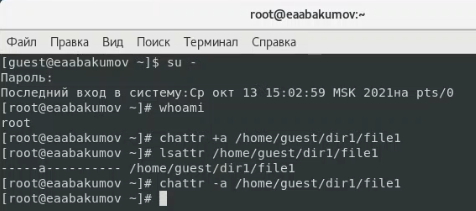 root@eaabakumov:~
Файл Правка Вид Поиск Терминал Справка
[guest@eaabakumov ~]$ su -
Пароль:
Последний вход в систему:Ср окт 13 15:02:59 MSK 2021на pts/0
[root@eaabakumov ~]# whoami
root
[root@eaabakumov ~]# chattr +a /home/guest/dir1/file1
[root@eaabakumov ~]# lsattr /home/guest/dir1/file1
-----a---------- /home/guest/dir1/file1
[root@eaabakumov ~]# chattr -a /home/guest/dir1/file1
[root@eaabakumov ~]#